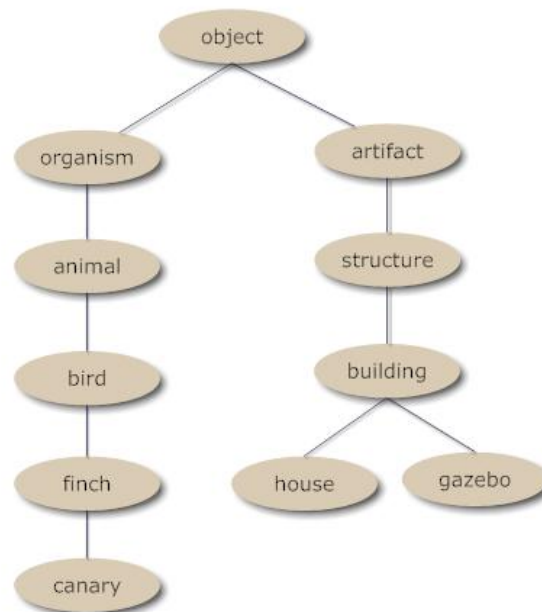 object
organism
artifact
animal
structure
bird
building
finch
house
gazebo
canary